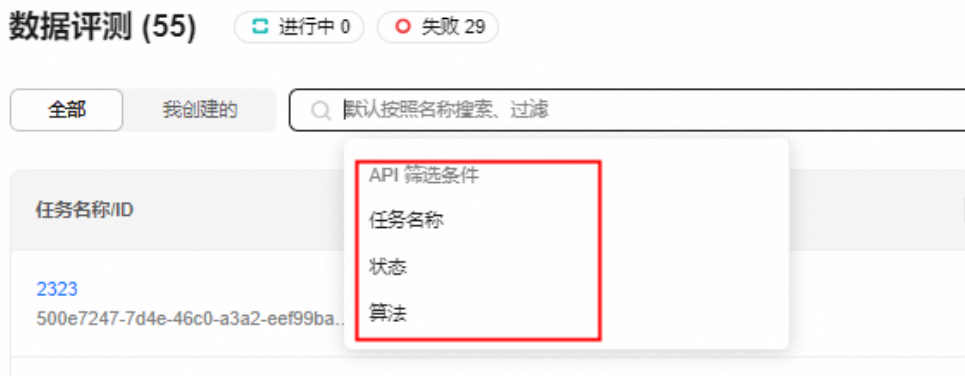 数据评测 (55) 进行中 0 失败 29
全部 我创建的 默认按照名称搜索、过滤
API 筛选条件
任务名称/ID
任务名称
状态
2323
算法
500e7247-7d4e-46c0-a3a2-eef99ba...